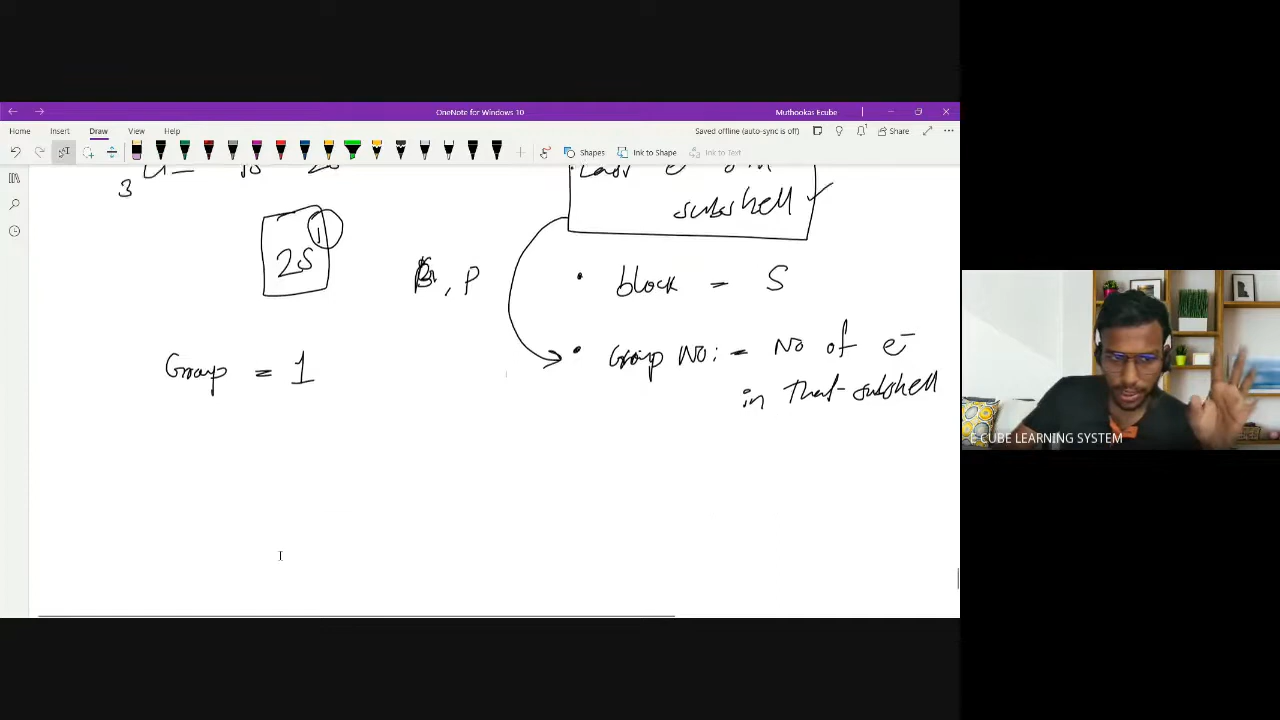 OneNote for Windows 10
Muthookas Ecube
Home Insert Draw View Help
Saved offline (auto-sync is off)
Share
Shapes
Ink to Shape
Ink to Text
3
Last e⁻
subshell
2S¹
, P
• block = S
Group = 1
• Group No: = No of e⁻
in that subshell
E CUBE LEARNING SYSTEM